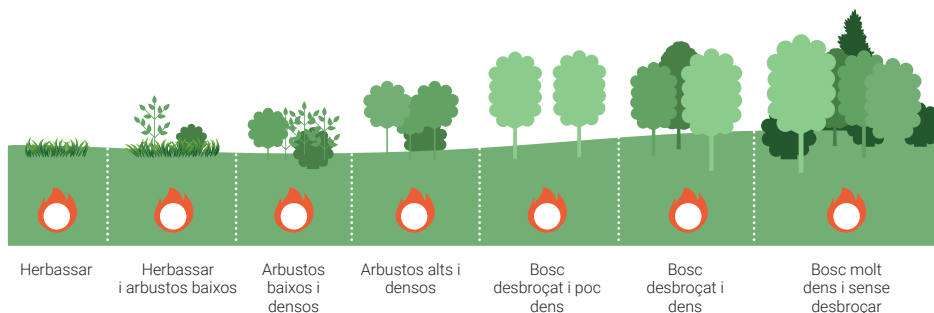 Herbassar
Herbassar
i arbustos baixos
Arbustos
baixos i
densos
Arbustos alts i
densos
Bosc
desbroçat i poc
dens
Bosc
desbroçat i
dens
Bosc molt
dens i sense
desbroçar